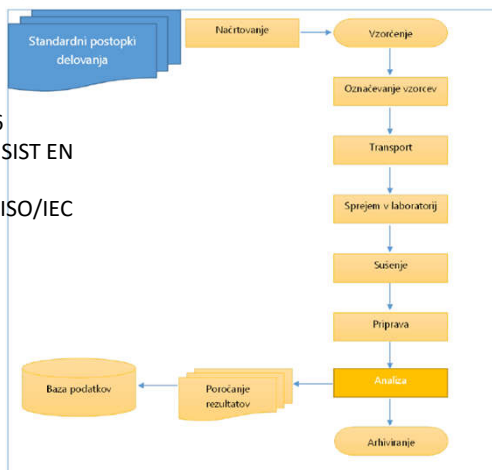 Standardni postopki
delovanja
Načrtovanje
Vzorčenje
Označevanje vzorcev
SIST EN
Transport
ISO/IEC
Sprejem v laboratorij
Sušenje
Priprava
Analiza
Poročanje
rezultatov
Baza podatkov
Arhiviranje